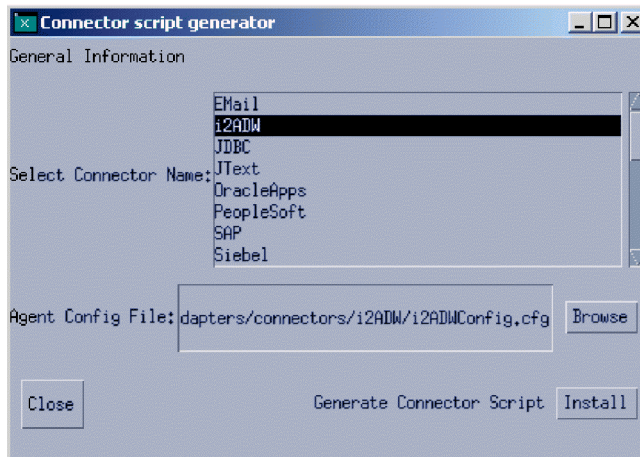 Connector script generator
General Information
EMail
i2ADW
JDBC
Select Connector Name: JText
OracleApps
PeopleSoft
SAP
Siebel
Agent Config File: dapters/connectors/i2ADW/i2ADWConfig.cfg Browse
Close Generate Connector Script Install